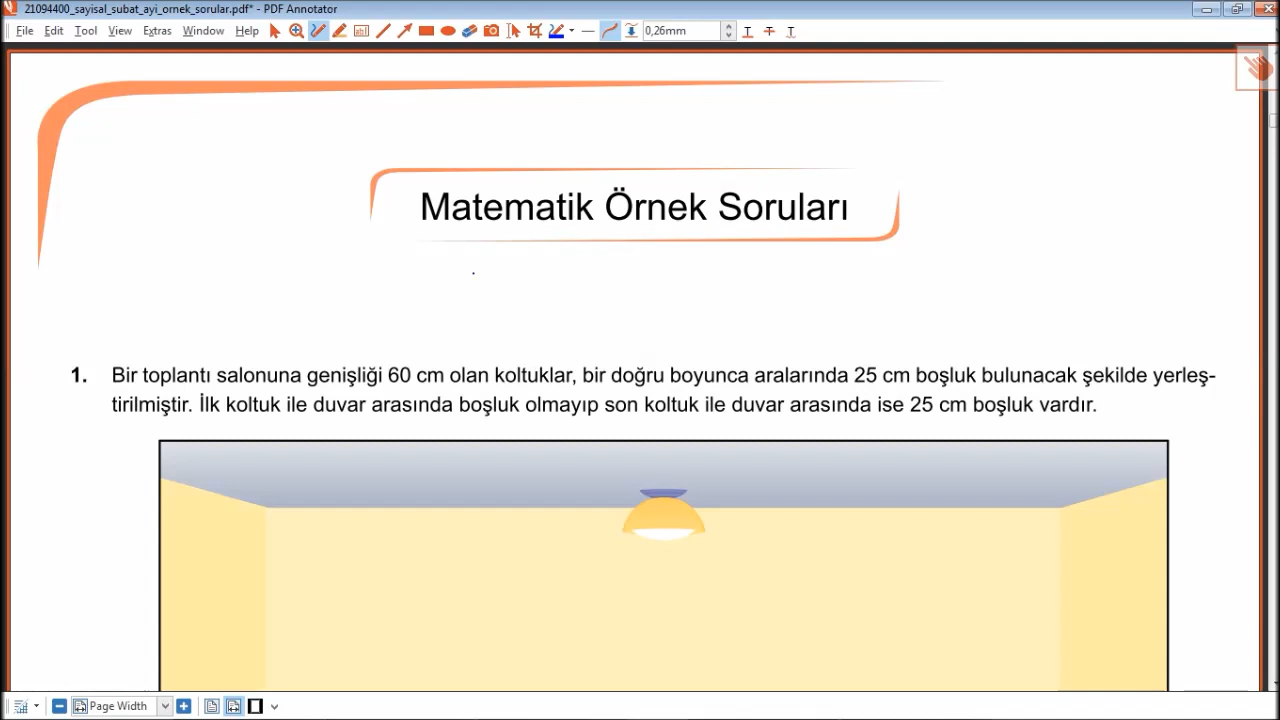 21094400_sayisal_subat_ayi_ornek_sorular.pdf* - PDF Annotator
File Edit Tool View Extras Window Help 0,26mm
Matematik Örnek Soruları
1. Bir toplantı salonuna genişliği 60 cm olan koltuklar, bir doğru boyunca aralarında 25 cm boşluk bulunacak şekilde yerleş-
tirilmiştir. İlk koltuk ile duvar arasında boşluk olmayıp son koltuk ile duvar arasında ise 25 cm boşluk vardır.
Page Width